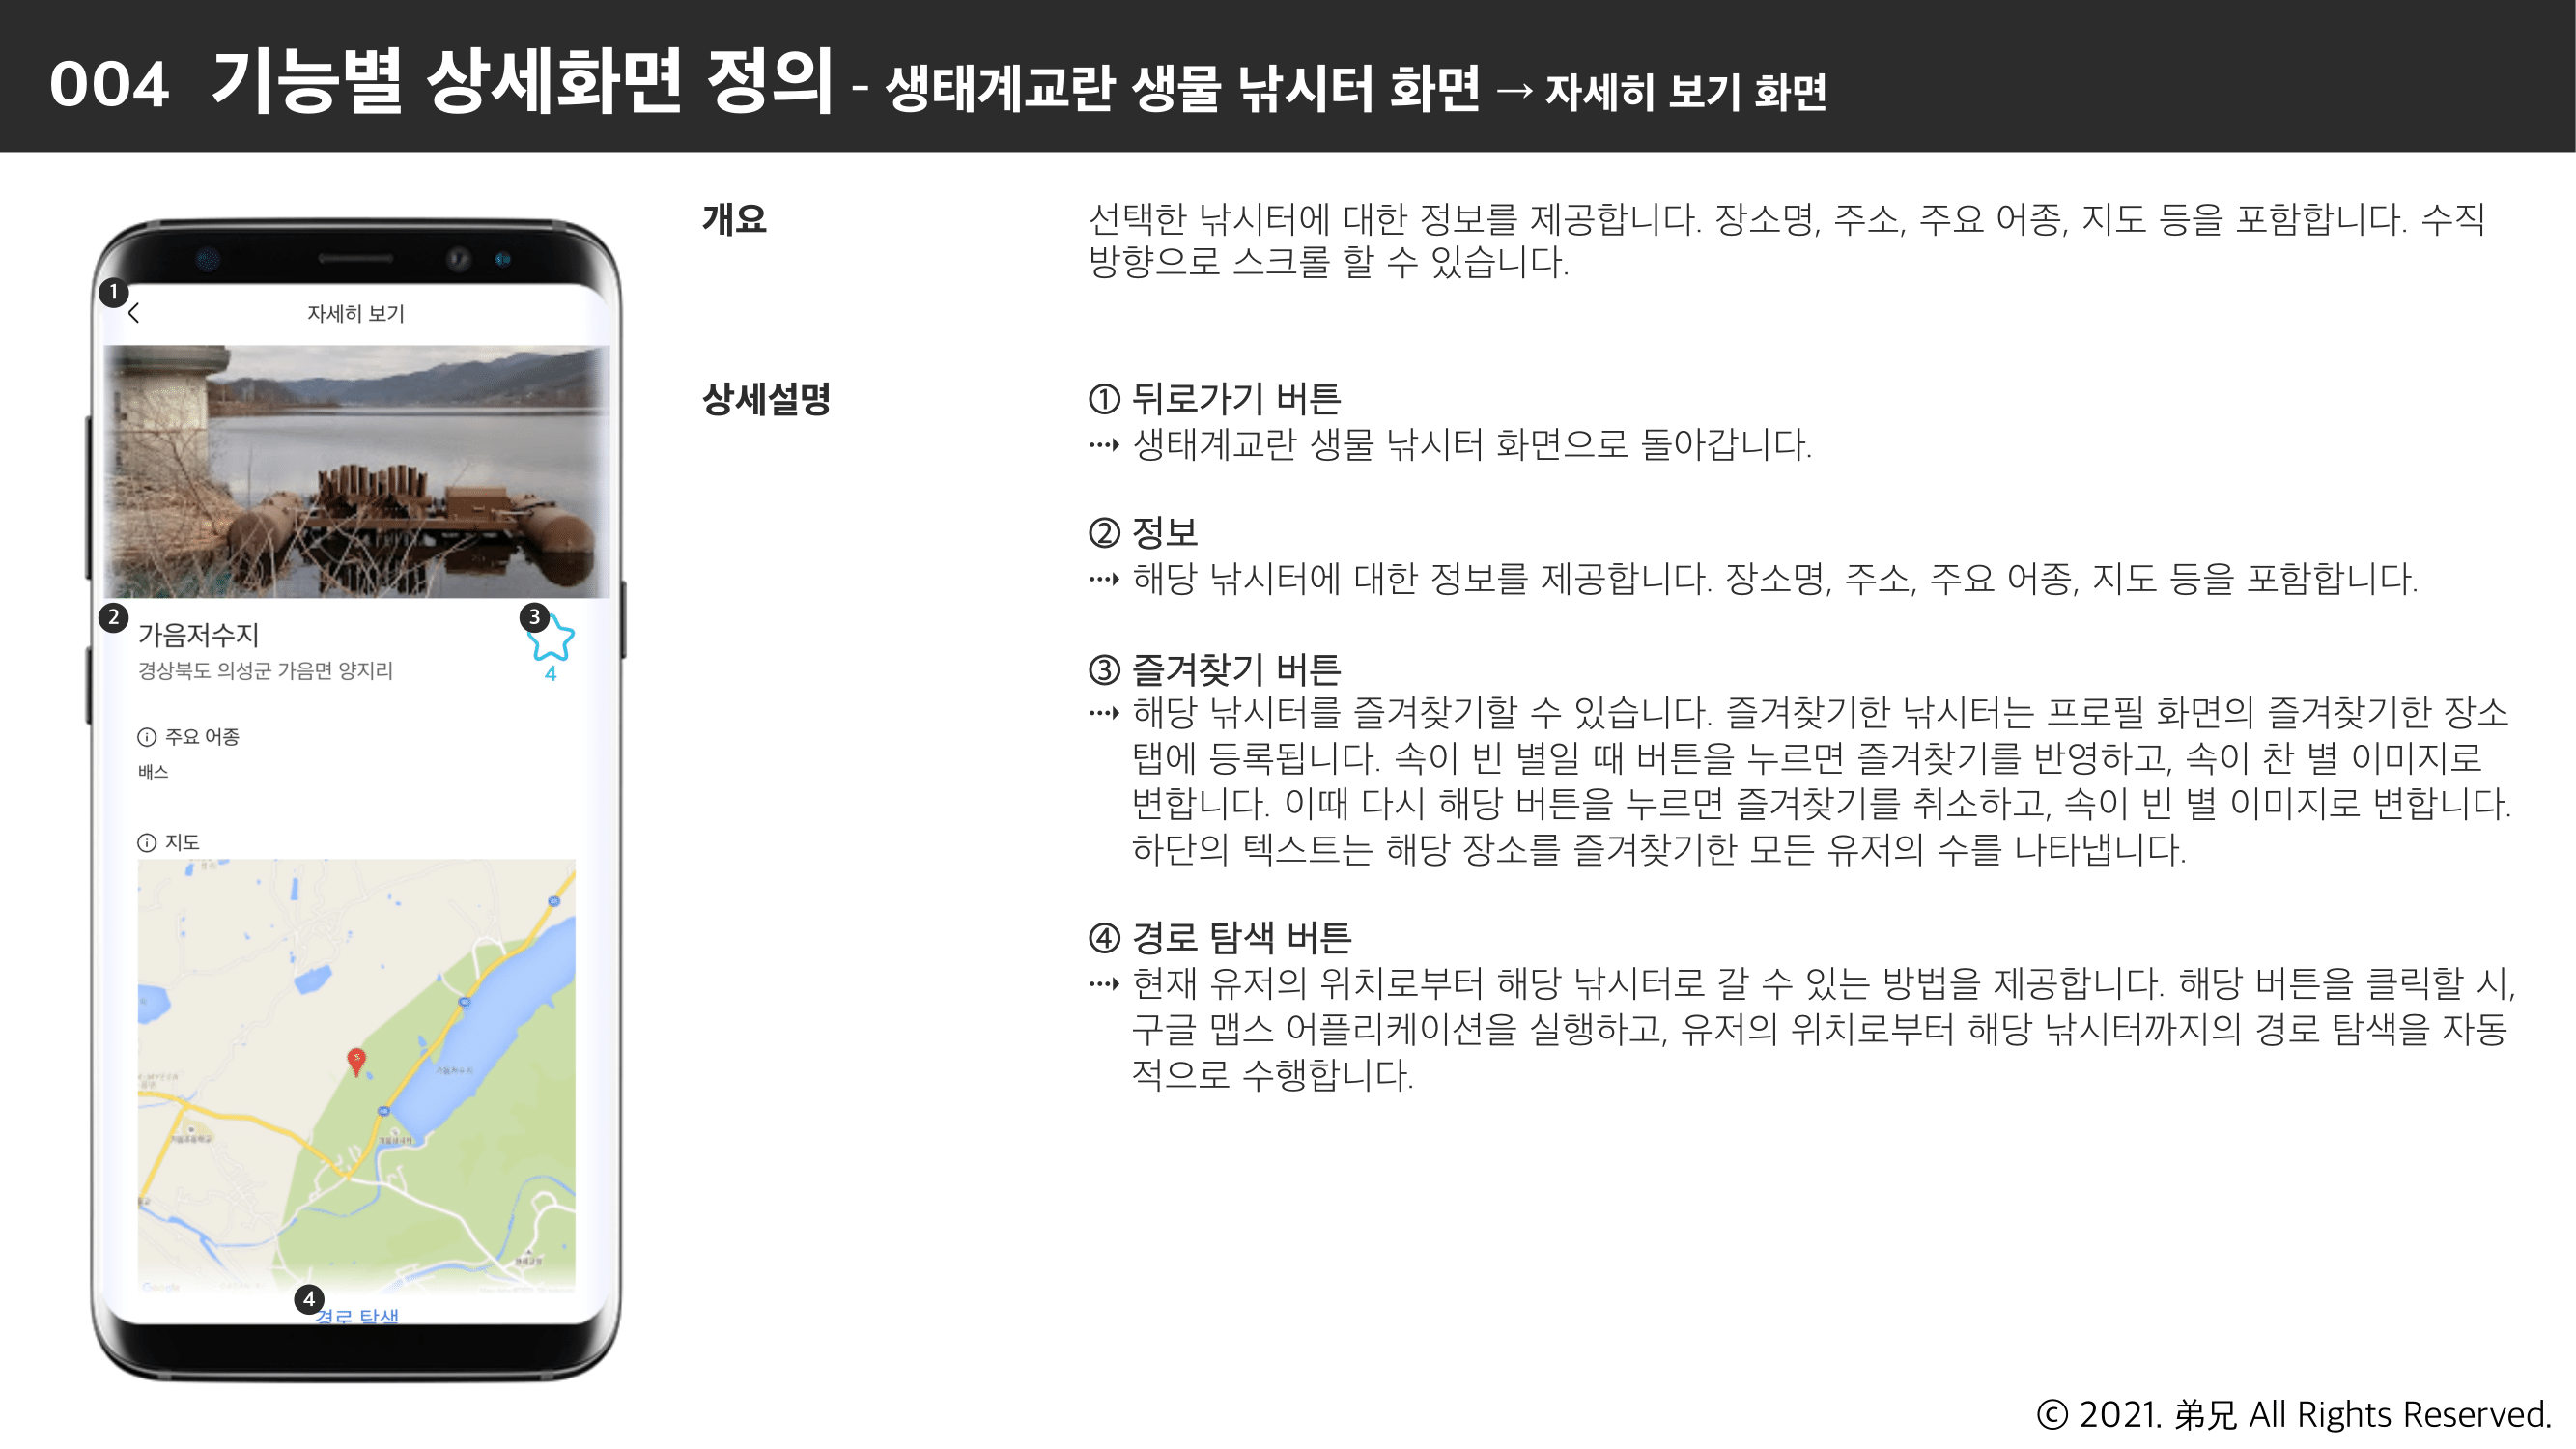 004 기능별 상세화면 정의 - 생태계교란 생물 낚시터 화면 → 자세히 보기 화면
1
자세히 보기
2
3
가음저수지
4
경상북도 의성군 가음면 양지리
주요 어종
배스
지도
S
가음저수지
Google
4
경로 탐색
개요
선택한 낚시터에 대한 정보를 제공합니다. 장소명, 주소, 주요 어종, 지도 등을 포함합니다. 수직
방향으로 스크롤 할 수 있습니다.
상세설명
① 뒤로가기 버튼
⤑ 생태계교란 생물 낚시터 화면으로 돌아갑니다.
② 정보
⤑ 해당 낚시터에 대한 정보를 제공합니다. 장소명, 주소, 주요 어종, 지도 등을 포함합니다.
③ 즐겨찾기 버튼
⤑ 해당 낚시터를 즐겨찾기할 수 있습니다. 즐겨찾기한 낚시터는 프로필 화면의 즐겨찾기한 장소
탭에 등록됩니다. 속이 빈 별일 때 버튼을 누르면 즐겨찾기를 반영하고, 속이 찬 별 이미지로
변합니다. 이때 다시 해당 버튼을 누르면 즐겨찾기를 취소하고, 속이 빈 별 이미지로 변합니다.
하단의 텍스트는 해당 장소를 즐겨찾기한 모든 유저의 수를 나타냅니다.
④ 경로 탐색 버튼
⤑ 현재 유저의 위치로부터 해당 낚시터로 갈 수 있는 방법을 제공합니다. 해당 버튼을 클릭할 시,
구글 맵스 어플리케이션을 실행하고, 유저의 위치로부터 해당 낚시터까지의 경로 탐색을 자동
적으로 수행합니다.
ⓒ 2021. 弟兄 All Rights Reserved.